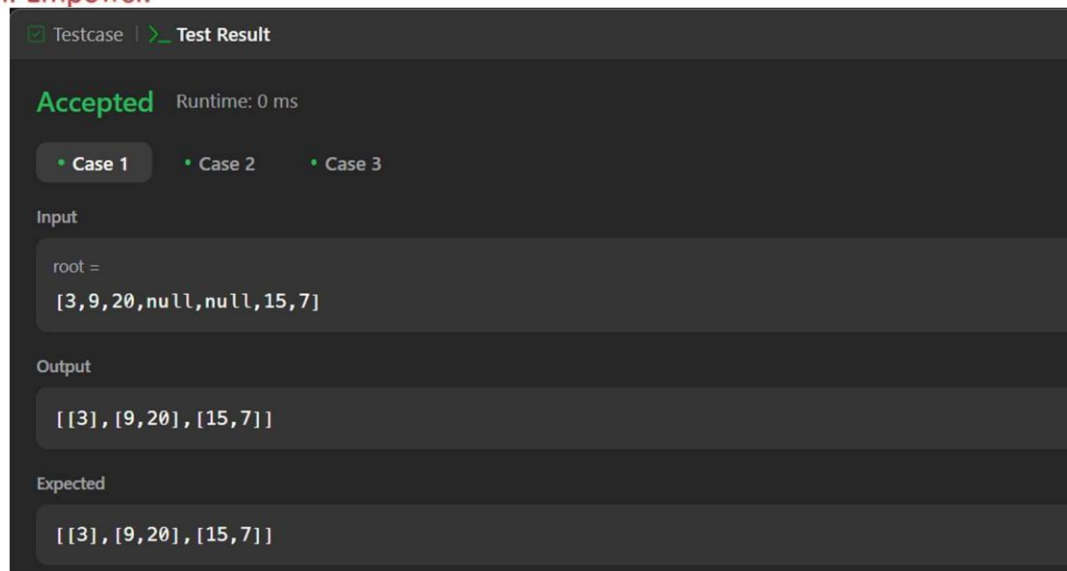 Empower.
Testcase | >_ Test Result
Accepted Runtime: 0 ms
• Case 1 • Case 2 • Case 3
Input
root =
[3,9,20,null,null,15,7]
Output
[[3],[9,20],[15,7]]
Expected
[[3],[9,20],[15,7]]